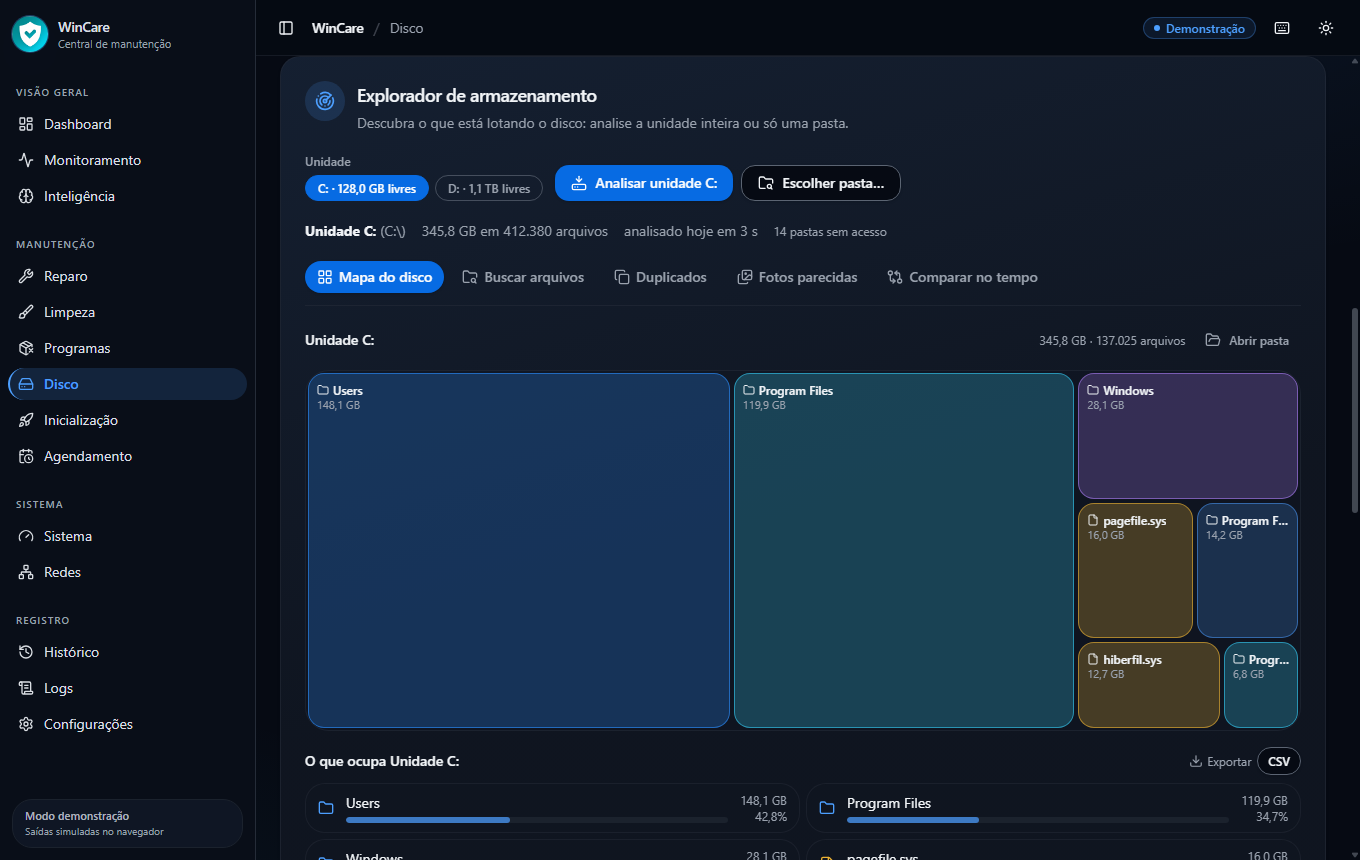 WinCare
Central de manutenção
VISÃO GERAL
Dashboard
Monitoramento
Inteligência
MANUTENÇÃO
Reparo
Limpeza
Programas
Disco
Inicialização
Agendamento
SISTEMA
Sistema
Redes
REGISTRO
Histórico
Logs
Configurações
Modo demonstração
Saídas simuladas no navegador
WinCare / Disco
Demonstração
Explorador de armazenamento
Descubra o que está lotando o disco: analise a unidade inteira ou só uma pasta.
Unidade
C: · 128,0 GB livres
D: · 1,1 TB livres
Analisar unidade C:
Escolher pasta...
Unidade C: (C:\) 345,8 GB em 412.380 arquivos analisado hoje em 3 s 14 pastas sem acesso
Mapa do disco
Buscar arquivos
Duplicados
Fotos parecidas
Comparar no tempo
Unidade C:
345,8 GB · 137.025 arquivos
Abrir pasta
Users
148,1 GB
Program Files
119,9 GB
Windows
28,1 GB
pagefile.sys
16,0 GB
Program F...
14,2 GB
hiberfil.sys
12,7 GB
Progr...
6,8 GB
O que ocupa Unidade C:
Exportar
CSV
Users
148,1 GB
42,8%
Program Files
119,9 GB
34,7%
Windows
28,1 GB
pagefile.sys
16,0 GB